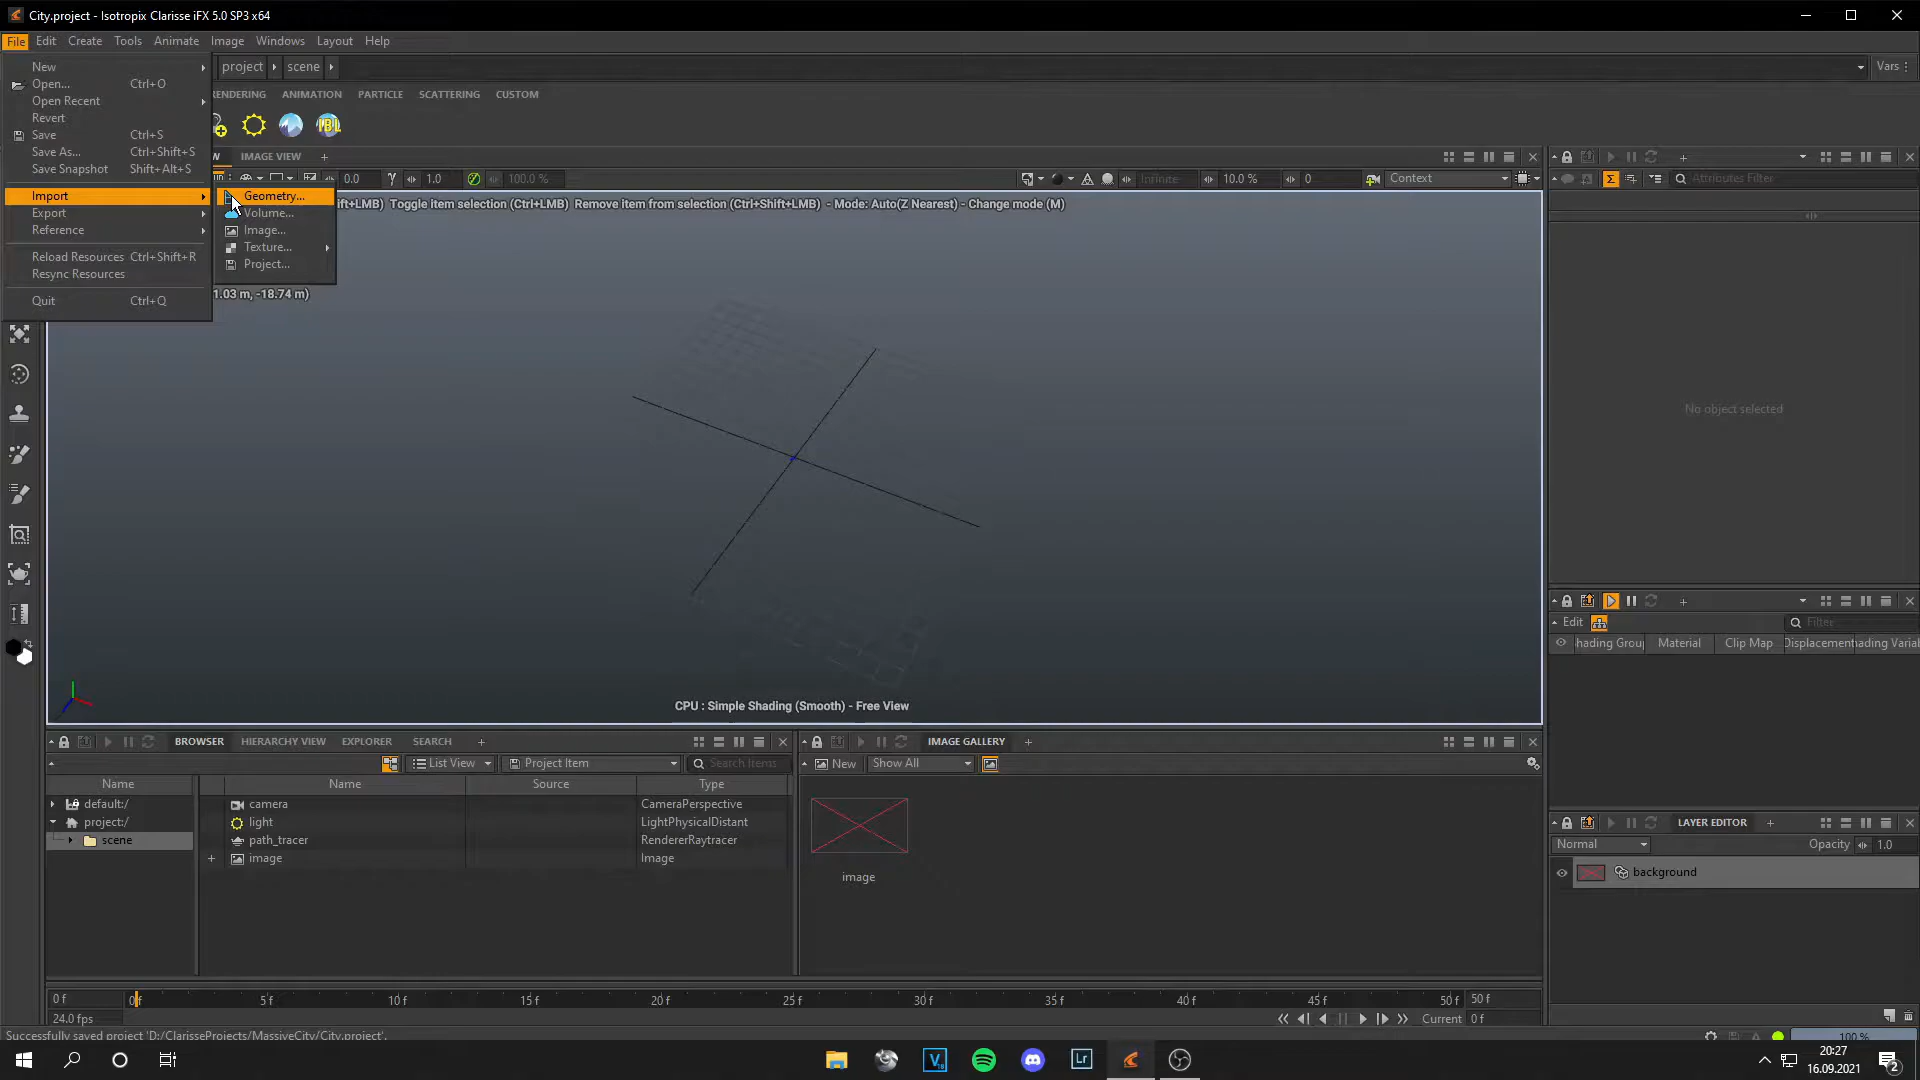 City.project - Isotropix Clarisse iFX 5.0 SP3 x64
File Edit Create Tools Animate Image Windows Layout Help
project scene Vars
New
Open... Ctrl+O
Open Recent
Revert
Save Ctrl+S
Save As... Ctrl+Shift+S
Save Snapshot Shift+Alt+S
Import
Export
Reference
Reload Resources Ctrl+Shift+R
Resync Resources
Quit Ctrl+Q
Geometry...
Volume...
Image...
Texture...
Project...
ENDERING ANIMATION PARTICLE SCATTERING CUSTOM
IBL
W IMAGE VIEW +
0.0 1.0 100.0 % Infinite 10.0 % 0 Context
Attributes Filter
ift+LMB) Toggle item selection (Ctrl+LMB) Remove item from selection (Ctrl+Shift+LMB) - Mode: Auto(Z Nearest) - Change mode (M)
1.03 m, -18.74 m)
No object selected
CPU : Simple Shading (Smooth) - Free View
Edit Filter
hading Grou Material Clip Map Displacement ading Varial
BROWSER HIERARCHY VIEW EXPLORER SEARCH +
List View Project Item Search Items
Name
default:/
project:/
scene
Name Source Type
camera CameraPerspective
light LightPhysicalDistant
path_tracer RendererRaytracer
+ image Image
IMAGE GALLERY +
New Show All
image
LAYER EDITOR +
Normal Opacity 1.0
background
0 f 0f 5 f 10 f 15 f 20 f 25 f 30 f 35 f 40 f 45 f 50 f 50 f
24.0 fps Current 0 f
Successfully saved project 'D:/ClarisseProjects/MassiveCity/City.project'.
100 %
Lr
20:27
16.09.2021
2